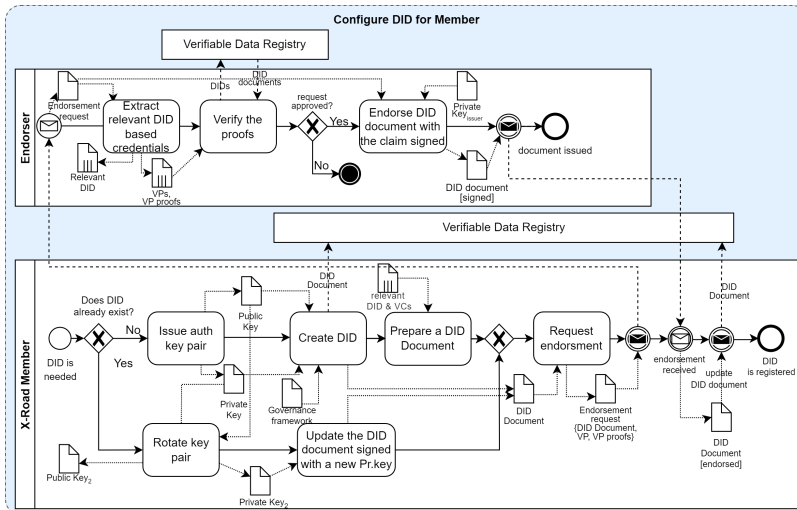 Configure DID for Member
Verifiable Data Registry
Endorser
Endorsement
request
Extract
relevant DID
based
credentials
Relevant
DID
VPs,
VP proofs
DIDs
DID
documents
Verify the
proofs
request
approved?
Yes
No
Endorse DID
document with
the claim signed
Private
Key_Issuer
DID document
[signed]
document issued
Verifiable Data Registry
X-Road Member
DID is
needed
Does DID
already exist?
No
Yes
Issue auth
key pair
Public
Key
Private
Key
Rotate key
pair
Public Key2
Private Key2
DID
Document
Create DID
Governance
framework
Update the DID
document signed
with a new Pr.key
relevant
DID & VCs
Prepare a DID
Document
DID
Document
Request
endorsment
Endorsement
request
{DID Document,
VP, VP proofs}
endorsement
received
DID
Document
update
DID document
DID
Document
[endorsed]
DID
is registered